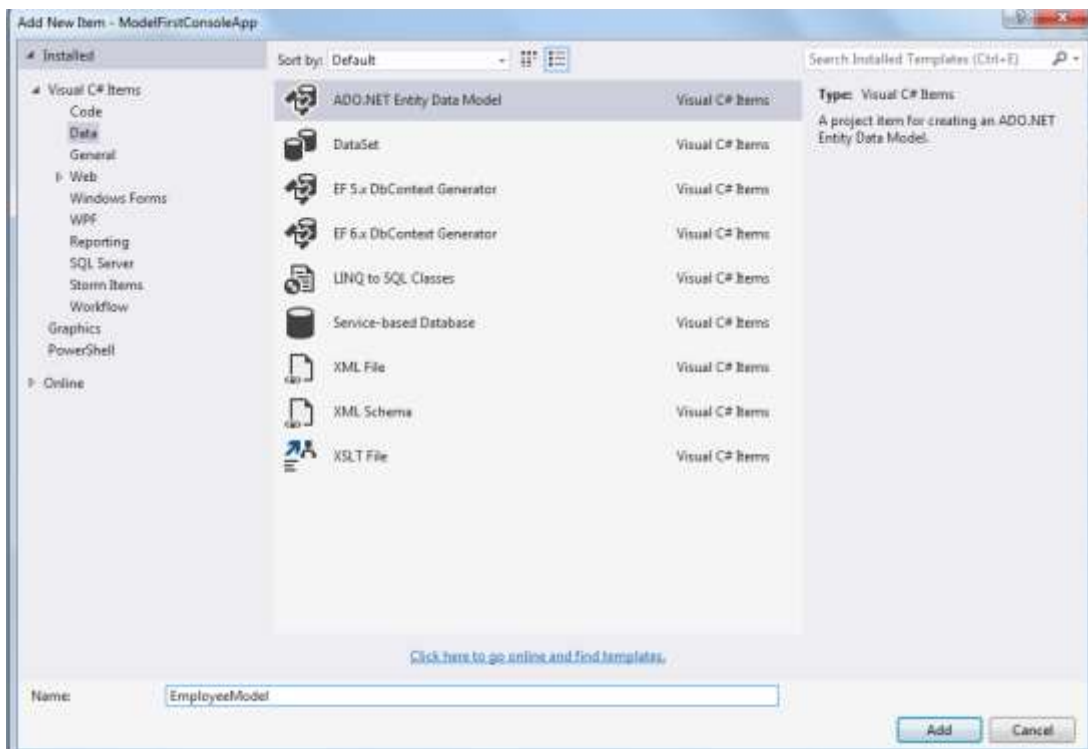 Add New Item - ModelFirstConsoleApp
Installed
Sort by: Default
Search Installed Templates (Ctrl+E)
Visual C# Items
Code
Data
General
Web
Windows Forms
WPF
Reporting
SQL Server
Storm Items
Workflow
Graphics
PowerShell
Online
ADO.NET Entity Data Model Visual C# Items
DataSet Visual C# Items
EF 5.x DbContext Generator Visual C# Items
EF 6.x DbContext Generator Visual C# Items
LINQ to SQL Classes Visual C# Items
Service-based Database Visual C# Items
XML File Visual C# Items
XML Schema Visual C# Items
XSLT File Visual C# Items
Type: Visual C# Items
A project item for creating an ADO.NET
Entity Data Model.
Click here to go online and find templates.
Name: EmployeeModel
Add Cancel